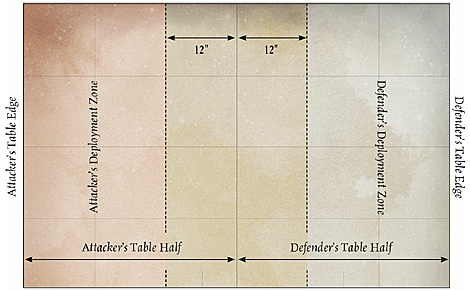 12"
12"
Attacker's Table Edge
Attacker's Deployment Zone
Defender's Deployment Zone
Defender's Table Edge
Attacker's Table Half
Defender's Table Half